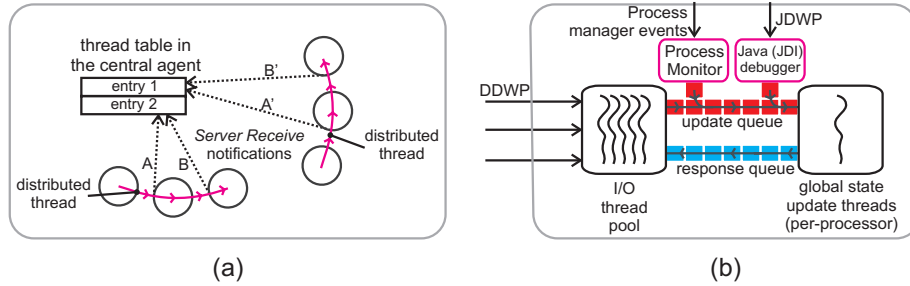 thread table in
the central agent
entry 1
entry 2
B'
A'
Server Receive
notifications
distributed
thread
A
B
distributed
thread
(a)
Process
manager events
JDWP
Process
Monitor
Java (JDI)
debugger
DDWP
update queue
response queue
I/O
thread
pool
global state
update threads
(per-processor)
(b)